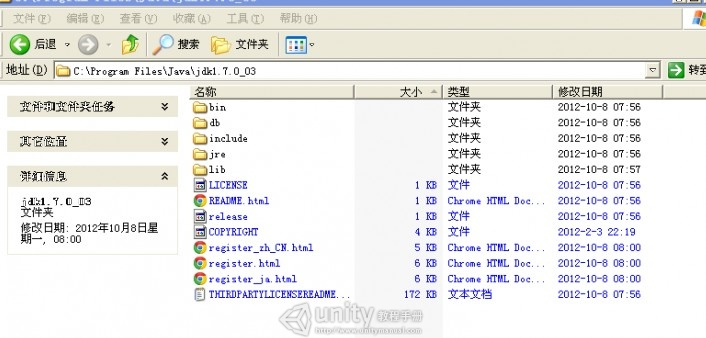 文件(F) 编辑(E) 查看(V) 收藏(A) 工具(T) 帮助(H)
后退 搜索 文件夹
地址(D) C:\Program Files\Java\jdk1.7.0_03 转到
名称 大小 类型 修改日期
文件和文件夹任务
其它位置
详细信息
jdk1.7.0_03
文件夹
修改日期: 2012年10月8日星
期一, 08:00
bin 文件夹 2012-10-8 07:56
db 文件夹 2012-10-8 07:56
include 文件夹 2012-10-8 07:56
jre 文件夹 2012-10-8 07:56
lib 文件夹 2012-10-8 07:57
LICENSE 1 KB 文件 2012-10-8 07:56
README.html 1 KB Chrome HTML Doc... 2012-10-8 07:56
release 1 KB 文件 2012-10-8 07:56
COPYRIGHT 4 KB 文件 2012-2-3 22:19
register_zh_CN.html 5 KB Chrome HTML Doc... 2012-10-8 08:00
register.html 6 KB Chrome HTML Doc... 2012-10-8 08:00
register_ja.html 6 KB Chrome HTML Doc... 2012-10-8 08:00
THIRDPARTYLICENSEREADME... 172 KB 文本文档 2012-10-8 07:56
unity 教程手册
http://www.unitymanual.com